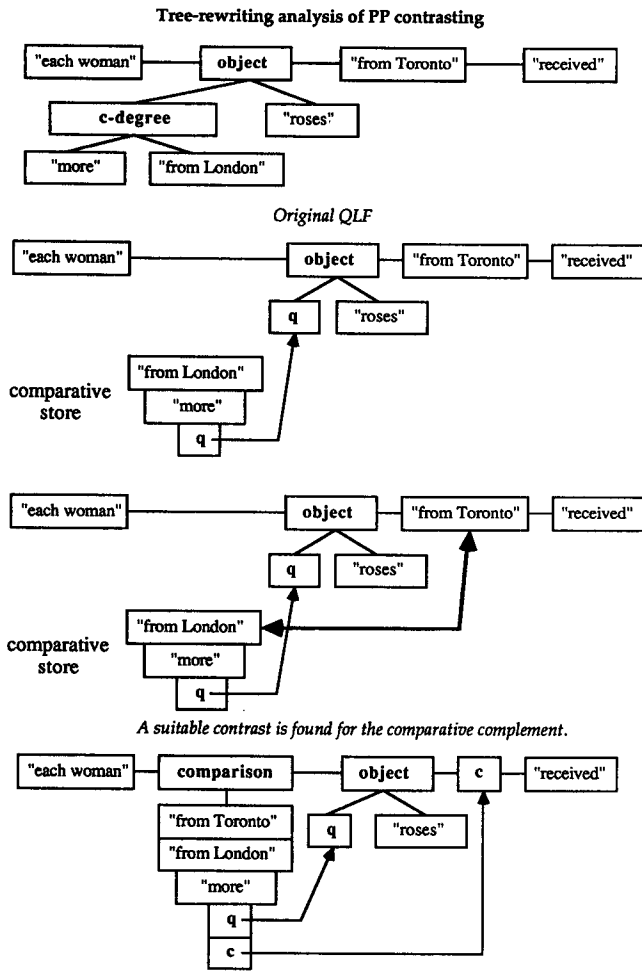 Tree-rewriting analysis of PP contrasting
"each woman" object "from Toronto" "received"
c-degree "roses"
"more" "from London"
Original QLF
"each woman" object "from Toronto" "received"
q "roses"
"from London"
comparative "more"
store
q
"each woman" object "from Toronto" "received"
q "roses"
"from London"
comparative "more"
store
q
A suitable contrast is found for the comparative complement.
"each woman" comparison object c "received"
"from Toronto" q "roses"
"from London"
"more"
q
c